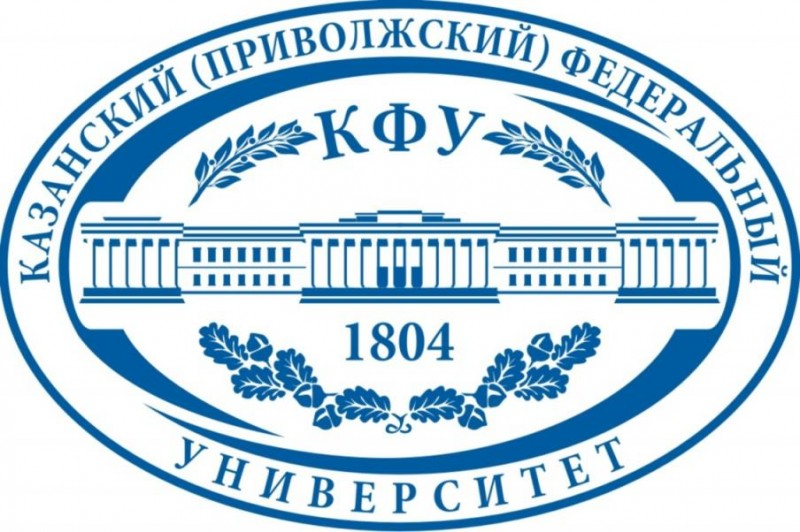 КАЗАНСКИЙ (ПРИВОЛЖСКИЙ) ФЕДЕРАЛЬНЫЙ
КФУ
1804
УНИВЕРСИТЕТ